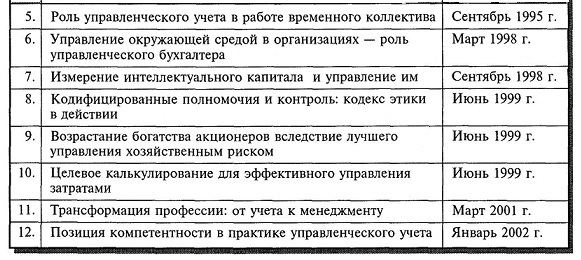 5. Роль управленческого учета в работе временного коллектива Сентябрь 1995 г.
6. Управление окружающей средой в организациях — роль Март 1998 г.
управленческого бухгалтера
7. Измерение интеллектуального капитала и управление им Сентябрь 1998 г.
8. Кодифицированные полномочия и контроль: кодекс этики Июнь 1999 г.
в действии
9. Возрастание богатства акционеров вследствие лучшего Июнь 1999 г.
управления хозяйственным риском
10. Целевое калькулирование для эффективного управления Июнь 1999 г.
затратами
11. Трансформация профессии: от учета к менеджменту Март 2001 г.
12. Позиция компетентности в практике управленческого учета Январь 2002 г.